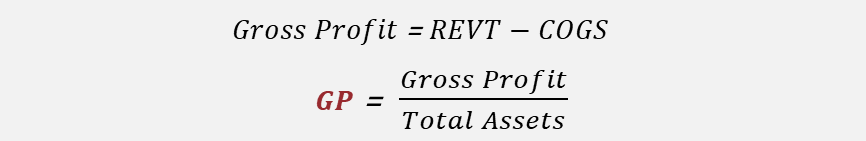 Gross Profit = REVT − COGS
GP = Gross Profit
Total Assets